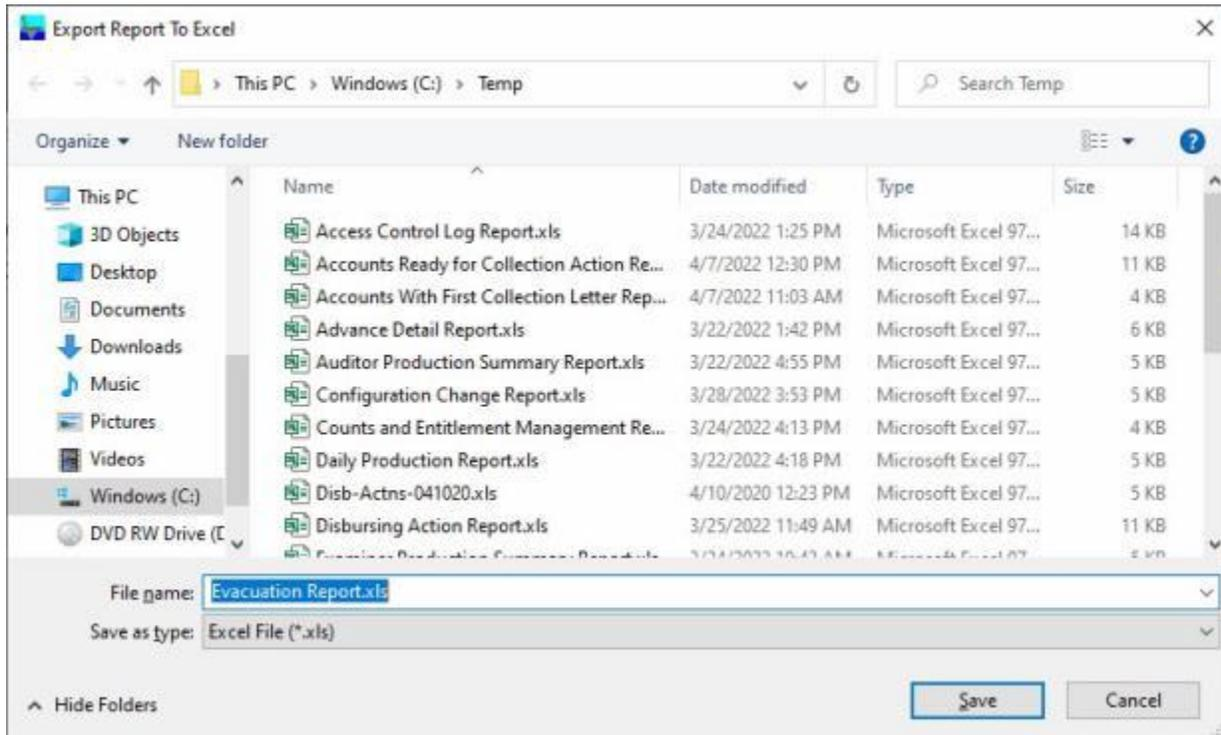 Export Report To Excel
This PC > Windows (C:) > Temp
Search Temp
Organize
New folder
Name Date modified Type Size
This PC
3D Objects
Desktop
Documents
Downloads
Music
Pictures
Videos
Windows (C:)
DVD RW Drive (D
Access Control Log Report.xls 3/24/2022 1:25 PM Microsoft Excel 97... 14 KB
Accounts Ready for Collection Action Re... 4/7/2022 12:30 PM Microsoft Excel 97... 11 KB
Accounts With First Collection Letter Rep... 4/7/2022 11:03 AM Microsoft Excel 97... 4 KB
Advance Detail Report.xls 3/22/2022 1:42 PM Microsoft Excel 97... 6 KB
Auditor Production Summary Report.xls 3/22/2022 4:55 PM Microsoft Excel 97... 5 KB
Configuration Change Report.xls 3/28/2022 3:53 PM Microsoft Excel 97... 5 KB
Counts and Entitlement Management Re... 3/24/2022 4:13 PM Microsoft Excel 97... 4 KB
Daily Production Report.xls 3/22/2022 4:18 PM Microsoft Excel 97... 5 KB
Disb-Actns-041020.xls 4/10/2020 12:23 PM Microsoft Excel 97... 5 KB
Disbursing Action Report.xls 3/25/2022 11:49 AM Microsoft Excel 97... 11 KB
File name: Evacuation Report.xls
Save as type: Excel File (*.xls)
Hide Folders
Save
Cancel